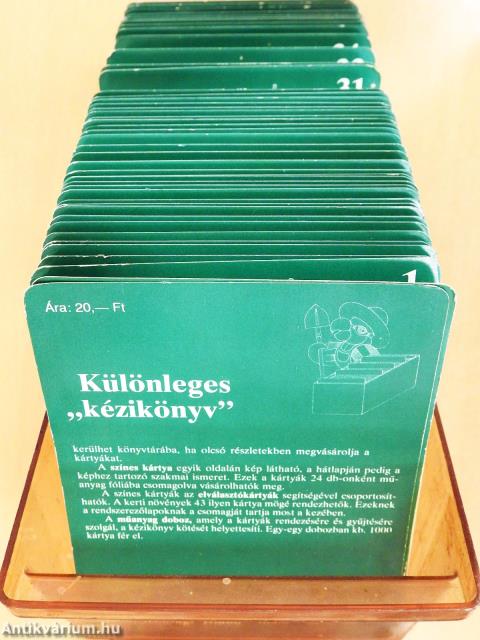 31.
1
Ára: 20,— Ft
Különleges
„kézikönyv”
kerülhet könyvtárába, ha olcsó részletekben megvásárolja a
kártyákat.
A színes kártya egyik oldalán kép látható, a hátlapján pedig a
képhez tartozó szakmai ismeret. Ezek a kártyák 24 db-onként mű-
anyag fóliába csomagolva vásárolhatók meg.
A színes kártyák az elválasztókártyák segítségével csoportosít-
hatók. A kerti növények 43 ilyen kártya mögé rendezhetők. Ezeknek
a rendszerezőlapoknak a csomagját tartja most a kezében.
A műanyag doboz, amely a kártyák rendezésére és gyűjtésére
szolgál, a kézikönyv kötését helyettesíti. Egy-egy dobozban kb. 1000
kártya fér el.
Antikvárium.hu